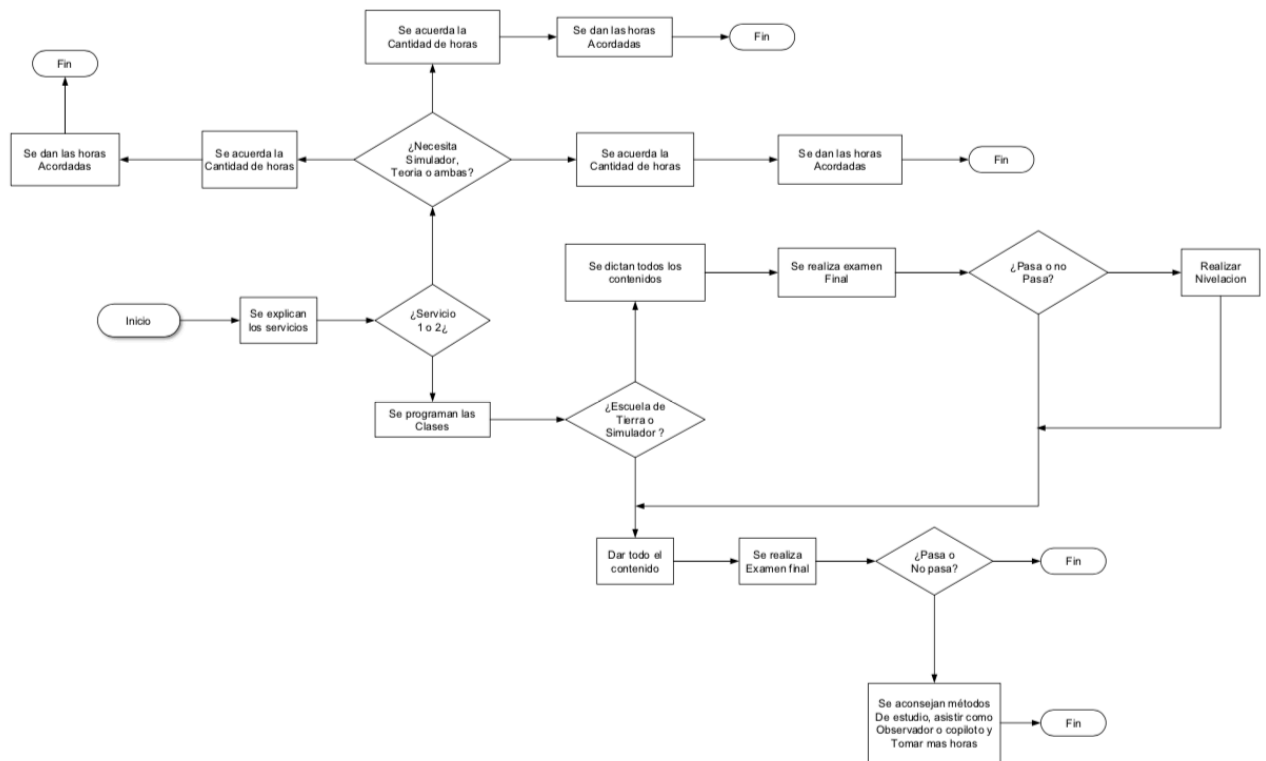 Se acuerda la
Cantidad de horas
Se dan las horas
Acordadas
Fin
Fin
Se dan las horas
Acordadas
Se acuerda la
Cantidad de horas
¿Necesita
Simulador,
Teoria o ambas?
Se acuerda la
Cantidad de horas
Se dan las horas
Acordadas
Fin
Se dictan todos los
contenidos
Se realiza examen
Final
¿Pasa o no
Pasa?
Realizar
Nivelacion
Inicio
Se explican
los servicios
¿Servicio
1 o 2¿
Se programan las
Clases
¿Escuela de
Tierra o
Simulador ?
Dar todo el
contenido
Se realiza
Examen final
¿Pasa o
No pasa?
Fin
Se aconsejan métodos
De estudio, asistir como
Observador o copiloto y
Tomar mas horas
Fin